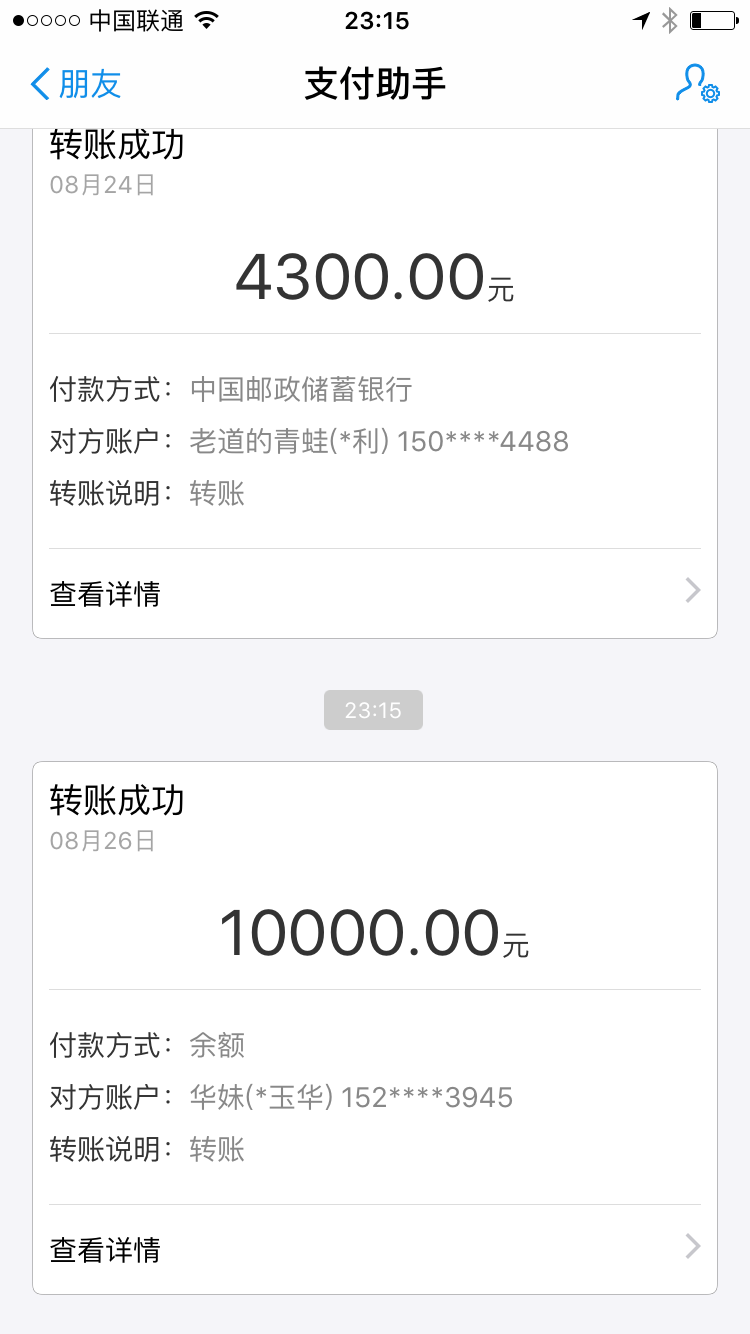 中国联通 23:15
朋友 支付助手
转账成功
08月24日
4300.00元
付款方式：中国邮政储蓄银行
对方账户：老道的青蛙(*利) 150****4488
转账说明：转账
查看详情
23:15
转账成功
08月26日
10000.00元
付款方式：余额
对方账户：华妹(*玉华) 152****3945
转账说明：转账
查看详情